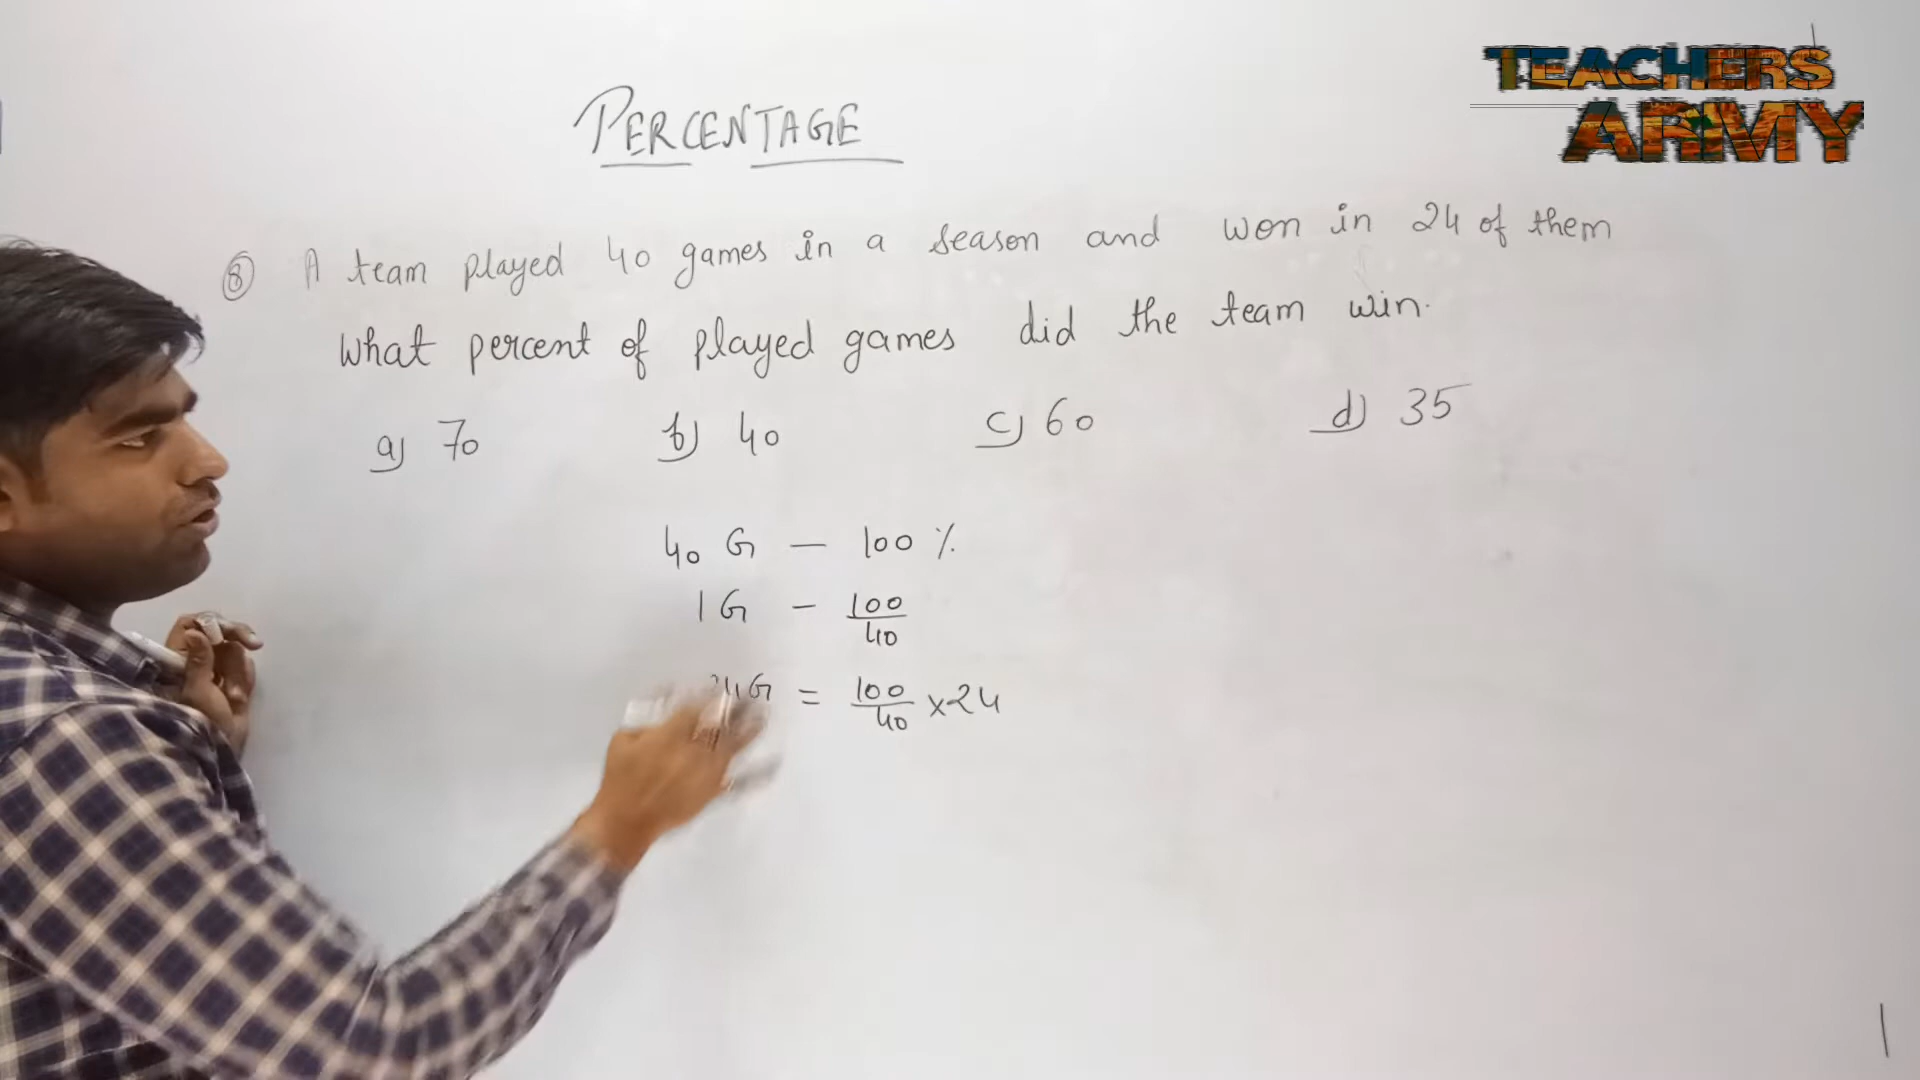 TEACHERS
ARMY
PERCENTAGE
8 A team played 40 games in a season and won in 24 of them
What percent of played games did the team win.
a) 70 b) 40 c) 60 d) 35
40 G — 100 %
1 G — 100/40
24G = 100/40 × 24